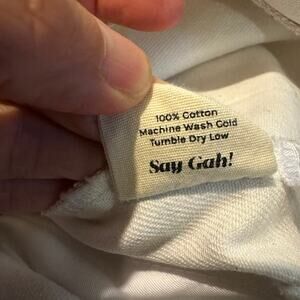 100% Cotton
Machine Wash Cold
Tumble Dry Low
Say Gah!